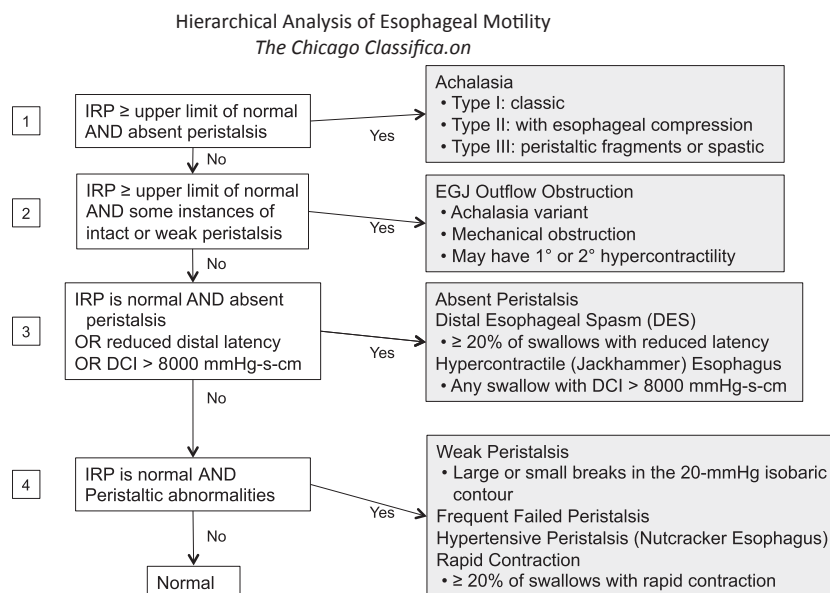 Hierarchical Analysis of Esophageal Motility
The Chicago Classifica.on
1
IRP ≥ upper limit of normal
AND absent peristalsis
Yes
Achalasia
• Type I: classic
• Type II: with esophageal compression
• Type III: peristaltic fragments or spastic
No
2
IRP ≥ upper limit of normal
AND some instances of
intact or weak peristalsis
Yes
EGJ Outflow Obstruction
• Achalasia variant
• Mechanical obstruction
• May have 1° or 2° hypercontractility
No
3
IRP is normal AND absent
peristalsis
OR reduced distal latency
OR DCI > 8000 mmHg-s-cm
Yes
Absent Peristalsis
Distal Esophageal Spasm (DES)
• ≥ 20% of swallows with reduced latency
Hypercontractile (Jackhammer) Esophagus
• Any swallow with DCI > 8000 mmHg-s-cm
No
4
IRP is normal AND
Peristaltic abnormalities
Yes
Weak Peristalsis
• Large or small breaks in the 20-mmHg isobaric
contour
Frequent Failed Peristalsis
Hypertensive Peristalsis (Nutcracker Esophagus)
Rapid Contraction
• ≥ 20% of swallows with rapid contraction
No
Normal